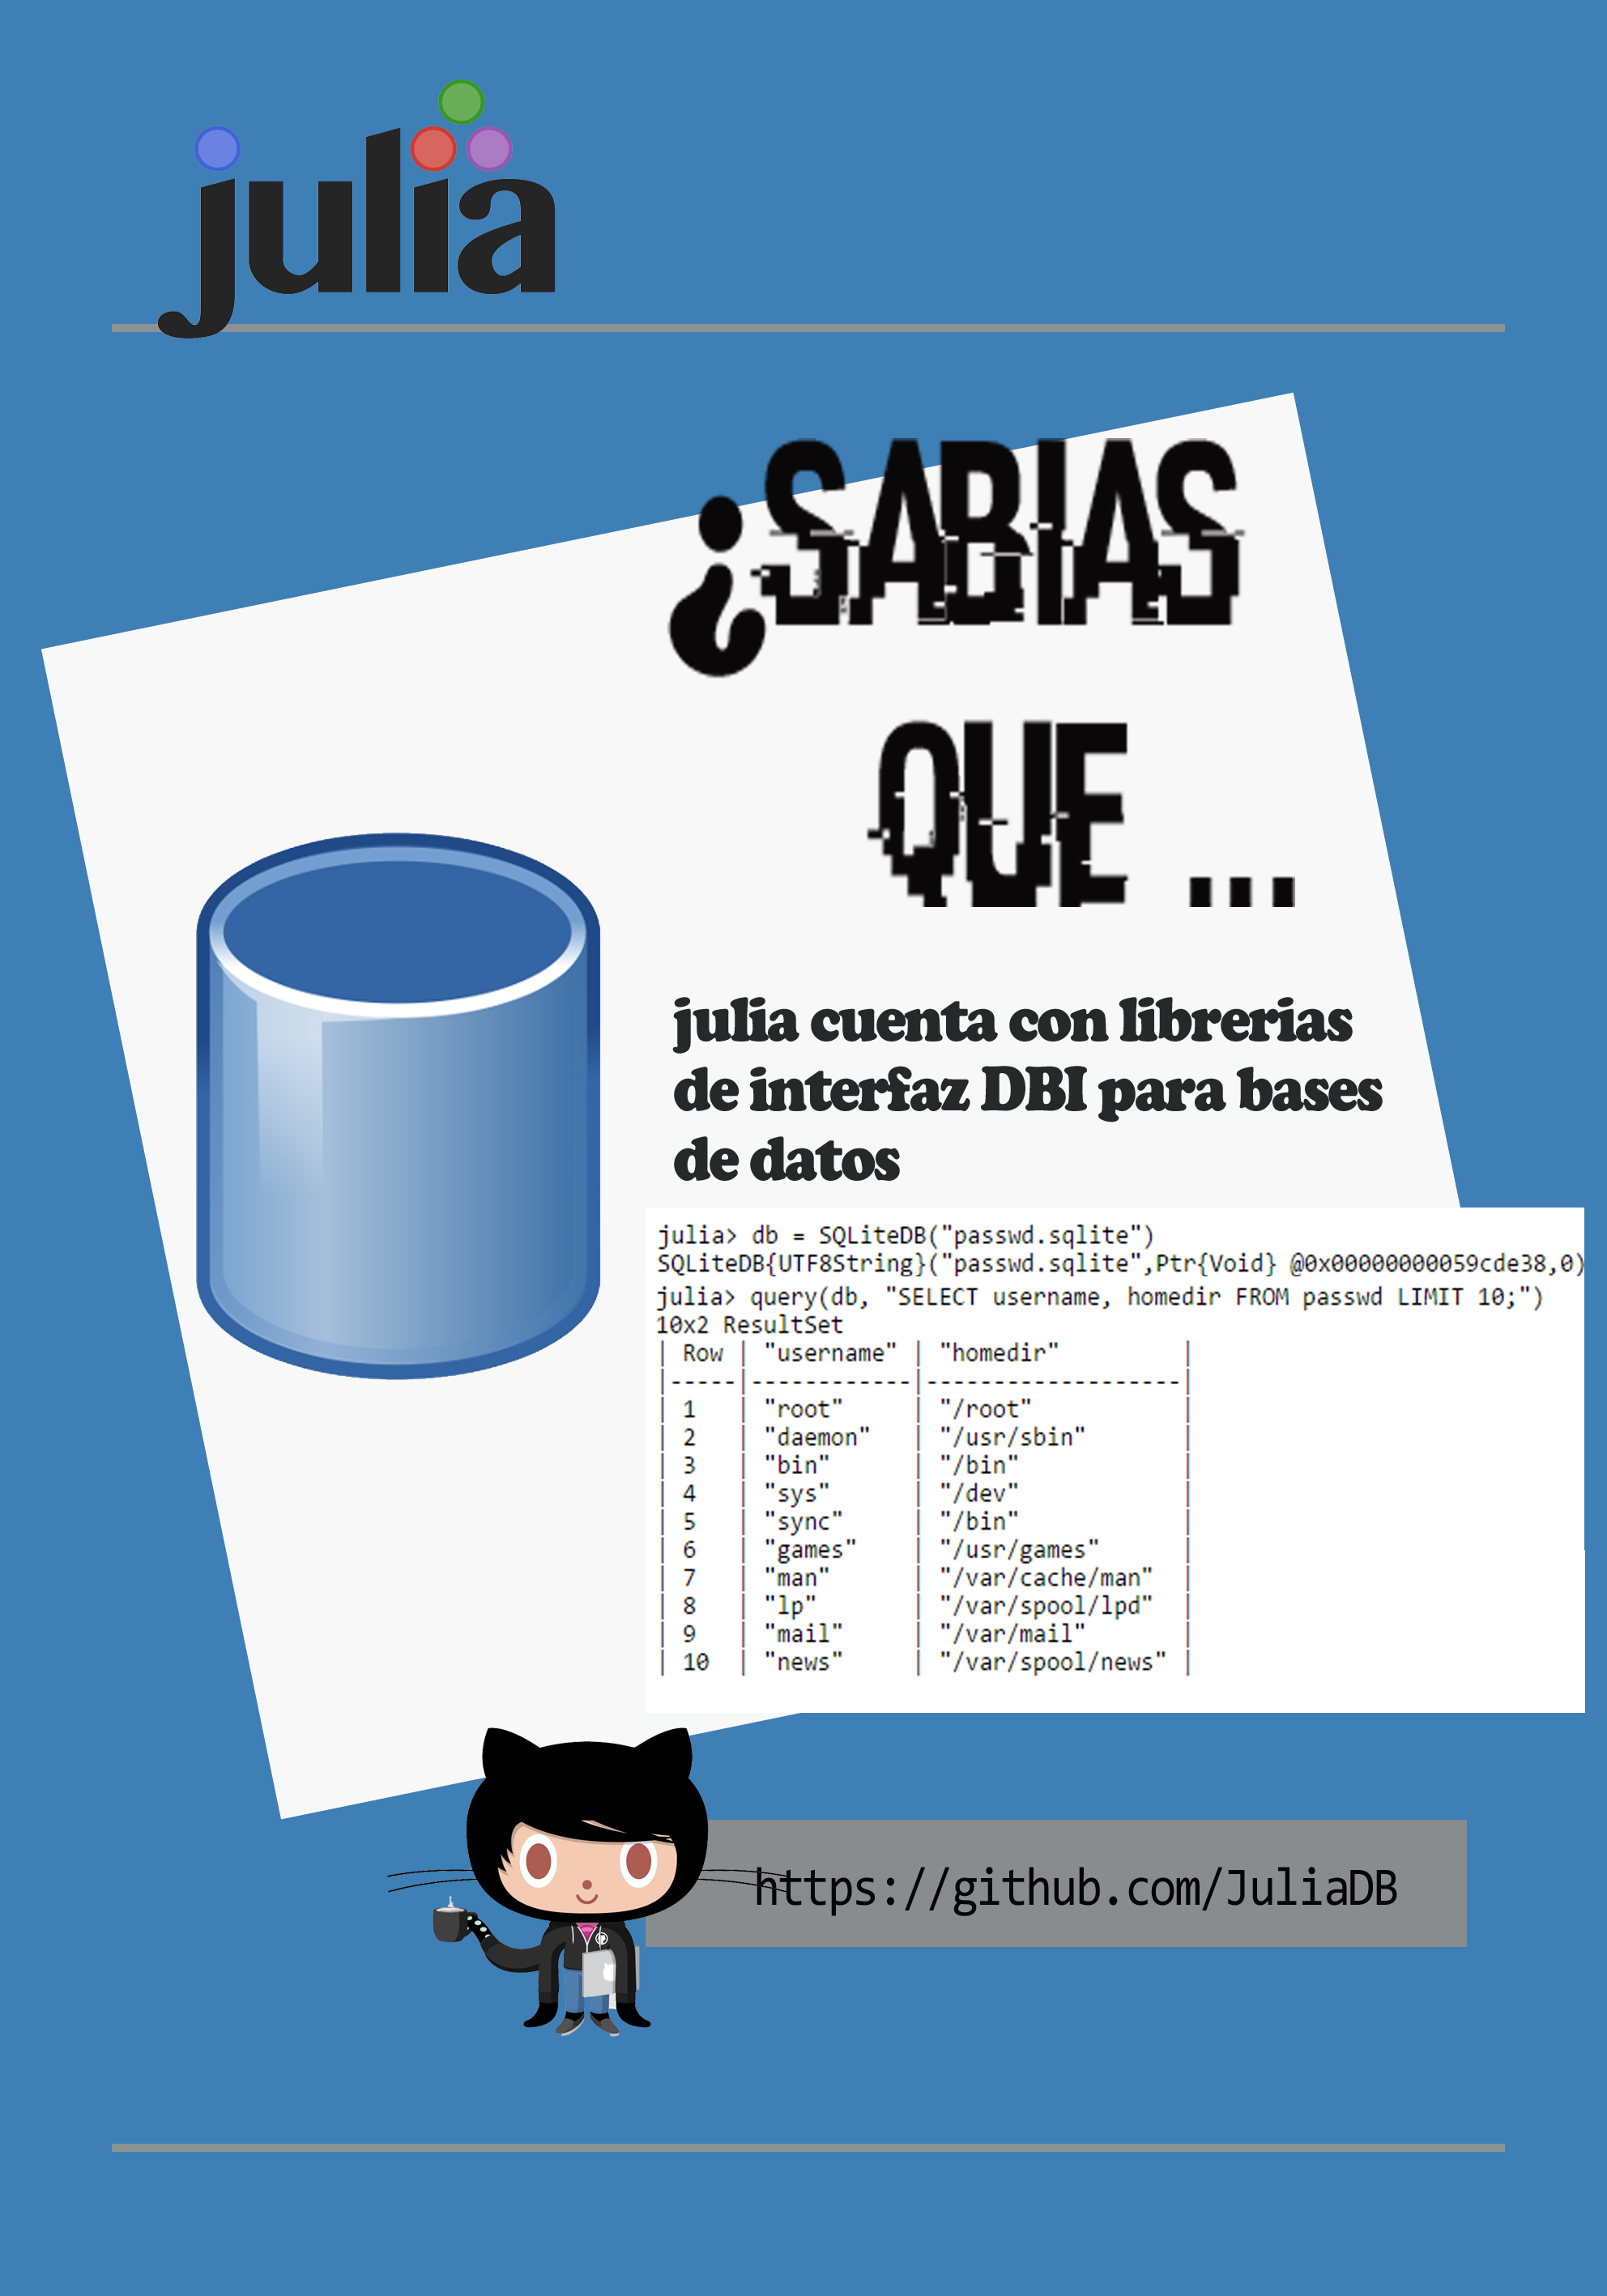 julia
¿SABIAS
QUE ...
julia cuenta con librerias
de interfaz DBI para bases
de datos
julia> db = SQLiteDB("passwd.sqlite")
SQLiteDB{UTF8String}("passwd.sqlite",Ptr{Void} @0x00000000059cde38,0)
julia> query(db, "SELECT username, homedir FROM passwd LIMIT 10;")
10x2 ResultSet
| Row | "username" | "homedir"         |
|-----|------------|-------------------|
| 1   | "root"     | "/root"           |
| 2   | "daemon"   | "/usr/sbin"       |
| 3   | "bin"      | "/bin"            |
| 4   | "sys"      | "/dev"            |
| 5   | "sync"     | "/bin"            |
| 6   | "games"    | "/usr/games"      |
| 7   | "man"      | "/var/cache/man"  |
| 8   | "lp"       | "/var/spool/lpd"  |
| 9   | "mail"     | "/var/mail"       |
| 10  | "news"     | "/var/spool/news" |
https://github.com/JuliaDB